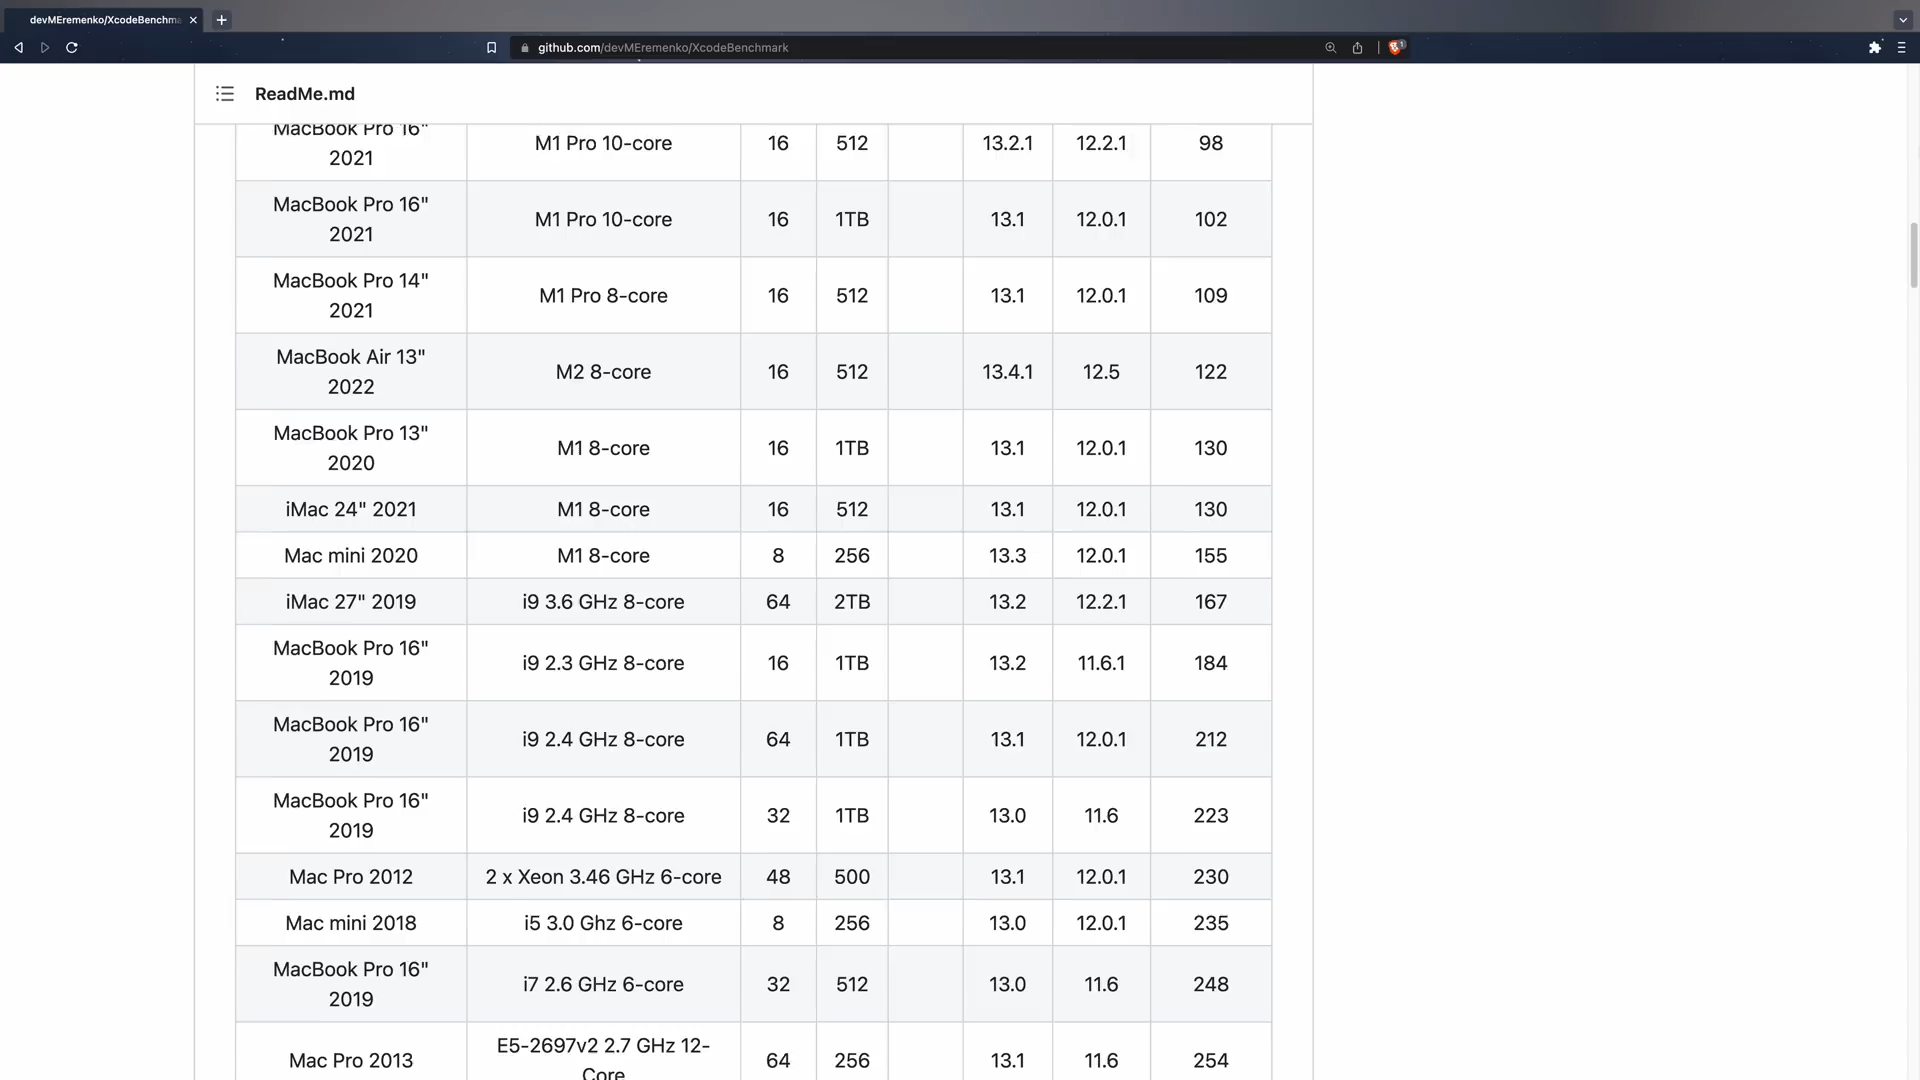 devMEremenko/XcodeBenchma
github.com/devMEremenko/XcodeBenchmark
1
ReadMe.md
MacBook Pro 16" M1 Pro 10-core 16 512 13.2.1 12.2.1 98
2021
MacBook Pro 16" M1 Pro 10-core 16 1TB 13.1 12.0.1 102
2021
MacBook Pro 14" M1 Pro 8-core 16 512 13.1 12.0.1 109
2021
MacBook Air 13" M2 8-core 16 512 13.4.1 12.5 122
2022
MacBook Pro 13" M1 8-core 16 1TB 13.1 12.0.1 130
2020
iMac 24" 2021 M1 8-core 16 512 13.1 12.0.1 130
Mac mini 2020 M1 8-core 8 256 13.3 12.0.1 155
iMac 27" 2019 i9 3.6 GHz 8-core 64 2TB 13.2 12.2.1 167
MacBook Pro 16" i9 2.3 GHz 8-core 16 1TB 13.2 11.6.1 184
2019
MacBook Pro 16" i9 2.4 GHz 8-core 64 1TB 13.1 12.0.1 212
2019
MacBook Pro 16" i9 2.4 GHz 8-core 32 1TB 13.0 11.6 223
2019
Mac Pro 2012 2 x Xeon 3.46 GHz 6-core 48 500 13.1 12.0.1 230
Mac mini 2018 i5 3.0 Ghz 6-core 8 256 13.0 12.0.1 235
MacBook Pro 16" i7 2.6 GHz 6-core 32 512 13.0 11.6 248
2019
Mac Pro 2013 E5-2697v2 2.7 GHz 12- 64 256 13.1 11.6 254
Core